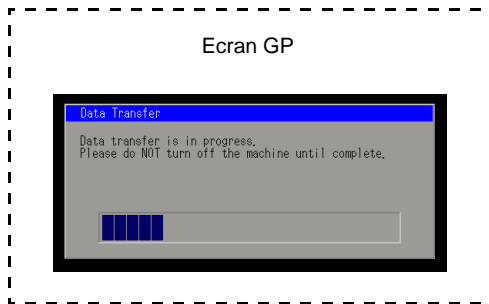 Ecran GP
Data Transfer
Data transfer is in progress.
Please do NOT turn off the machine until complete.